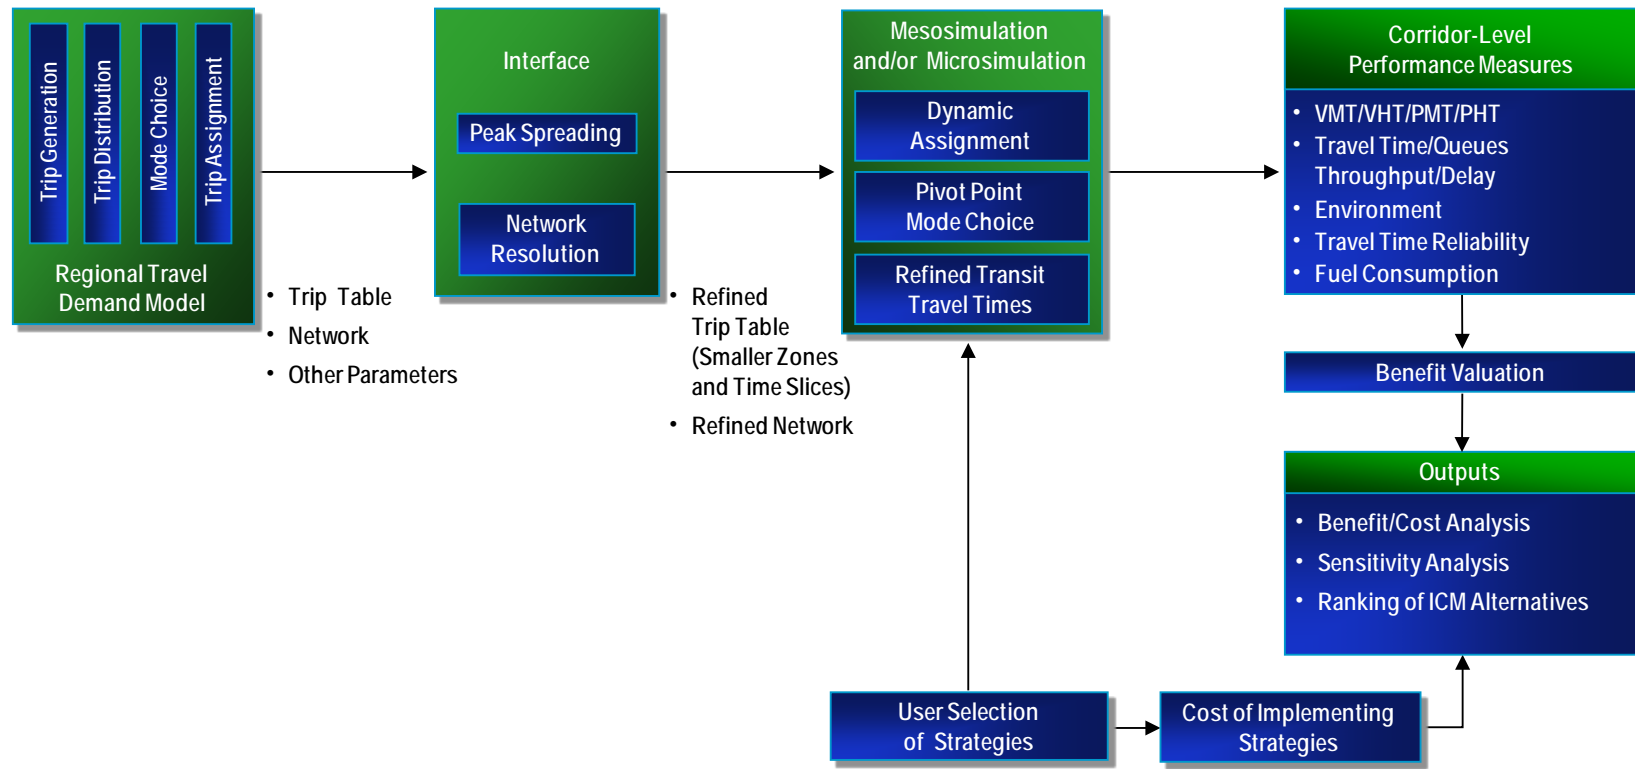 Trip Generation
Trip Distribution
Mode Choice
Trip Assignment
Regional Travel
Demand Model
• Trip Table
• Network
• Other Parameters
Interface
Peak Spreading
Network
Resolution
• Refined
Trip Table
(Smaller Zones
and Time Slices)
• Refined Network
Mesosimulation
and/or Microsimulation
Dynamic
Assignment
Pivot Point
Mode Choice
Refined Transit
Travel Times
Corridor-Level
Performance Measures
• VMT/VHT/PMT/PHT
• Travel Time/Queues
Throughput/Delay
• Environment
• Travel Time Reliability
• Fuel Consumption
Benefit Valuation
Outputs
• Benefit/Cost Analysis
• Sensitivity Analysis
• Ranking of ICM Alternatives
User Selection
of Strategies
Cost of Implementing
Strategies